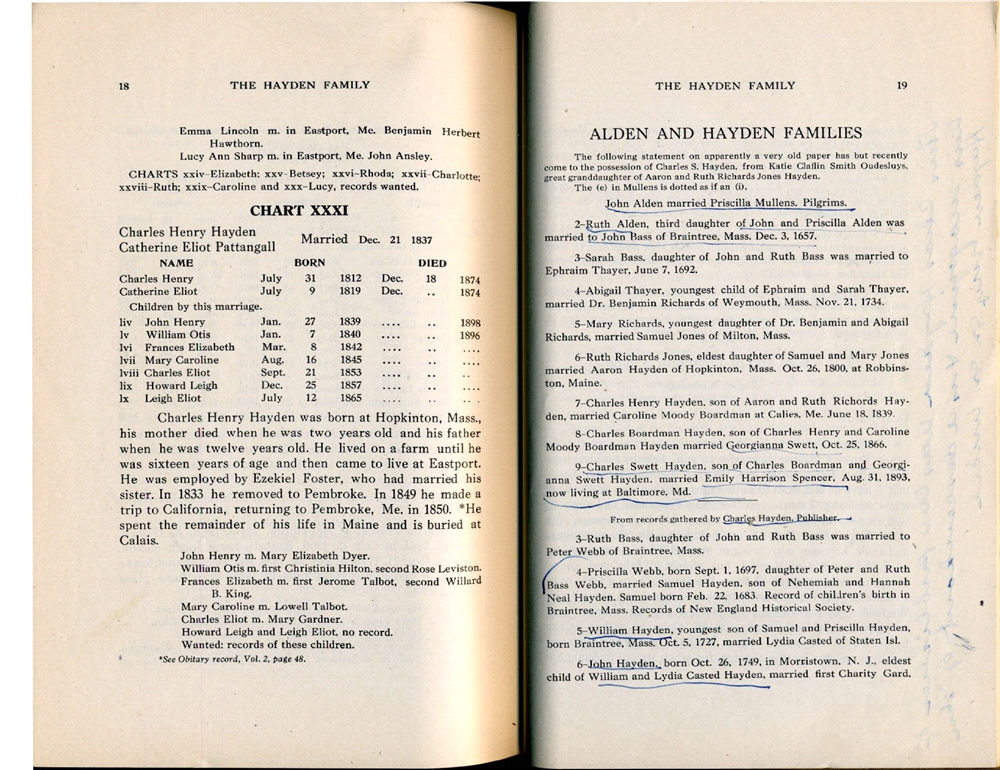 18 THE HAYDEN FAMILY
Emma Lincoln m. in Eastport, Me. Benjamin Herbert
Hawthorn.
Lucy Ann Sharp m. in Eastport, Me. John Ansley.
CHARTS xxiv-Elizabeth: xxv-Betsey; xxvi-Rhoda; xxvii-Charlotte;
xxviii-Ruth; xxix-Caroline and xxx-Lucy, records wanted.
CHART XXXI
Charles Henry Hayden
Catherine Eliot Pattangall
Married Dec. 21 1837
NAME BORN DIED
Charles Henry July 31 1812 Dec. 18 1874
Catherine Eliot July 9 1819 Dec. .. 1874
Children by this marriage.
liv John Henry Jan. 27 1839 .... .. 1898
lv William Otis Jan. 7 1840 .... .. 1896
lvi Frances Elizabeth Mar. 8 1842 .... .. ....
lvii Mary Caroline Aug. 16 1845 .... .. ....
lviii Charles Eliot Sept. 21 1853 .... .. ..
lix Howard Leigh Dec. 25 1857 .... .. ....
lx Leigh Eliot July 12 1865 .... .. ...
Charles Henry Hayden was born at Hopkinton, Mass.,
his mother died when he was two years old and his father
when he was twelve years old. He lived on a farm until he
was sixteen years of age and then came to live at Eastport.
He was employed by Ezekiel Foster, who had married his
sister. In 1833 he removed to Pembroke. In 1849 he made a
trip to California, returning to Pembroke, Me. in 1850. *He
spent the remainder of his life in Maine and is buried at
Calais.
John Henry m. Mary Elizabeth Dyer.
William Otis m. first Christinia Hilton, second Rose Leviston.
Frances Elizabeth m. first Jerome Talbot, second Willard
B. King.
Mary Caroline m. Lowell Talbot.
Charles Eliot m. Mary Gardner.
Howard Leigh and Leigh Eliot, no record.
Wanted: records of these children.
*See Obitary record, Vol. 2, page 48.
THE HAYDEN FAMILY 19
ALDEN AND HAYDEN FAMILIES
The following statement on apparently a very old paper has but recently
come to the possession of Charles S. Hayden, from Katie Claflin Smith Oudesluys,
great granddaughter of Aaron and Ruth Richards Jones Hayden.
The (e) in Mullens is dotted as if an (i).
John Alden married Priscilla Mullens. Pilgrims.
2-Ruth Alden, third daughter of John and Priscilla Alden was
married to John Bass of Braintree, Mass. Dec. 3, 1657.
3-Sarah Bass, daughter of John and Ruth Bass was married to
Ephraim Thayer, June 7, 1692.
4-Abigail Thayer, youngest child of Ephraim and Sarah Thayer,
married Dr. Benjamin Richards of Weymouth, Mass. Nov. 21, 1734.
5-Mary Richards, youngest daughter of Dr. Benjamin and Abigail
Richards, married Samuel Jones of Milton, Mass.
6-Ruth Richards Jones, eldest daughter of Samuel and Mary Jones
married Aaron Hayden of Hopkinton, Mass. Oct. 26, 1800, at Robbins-
ton, Maine.
7-Charles Henry Hayden, son of Aaron and Ruth Richords Hay-
den, married Caroline Moody Boardman at Calies, Me. June 18, 1839.
8-Charles Boardman Hayden, son of Charles Henry and Caroline
Moody Boardman Hayden married Georgianna Swett, Oct. 25, 1866.
9-Charles Swett Hayden, son of Charles Boardman and Georgi-
anna Swett Hayden, married Emily Harrison Spencer, Aug. 31, 1893,
now living at Baltimore, Md.
From records gathered by Charles Hayden, Publisher.
3-Ruth Bass, daughter of John and Ruth Bass was married to
Peter Webb of Braintree, Mass.
4-Priscilla Webb, born Sept. 1, 1697, daughter of Peter and Ruth
Bass Webb, married Samuel Hayden, son of Nehemiah and Hannah
Neal Hayden. Samuel born Feb. 22, 1683. Record of children's birth in
Braintree, Mass. Records of New England Historical Society.
5-William Hayden, youngest son of Samuel and Priscilla Hayden,
born Braintree, Mass. Oct. 5, 1727, married Lydia Casted of Staten Isl.
6-John Hayden, born Oct. 26, 1749, in Morristown, N. J., eldest
child of William and Lydia Casted Hayden, married first Charity Gard,